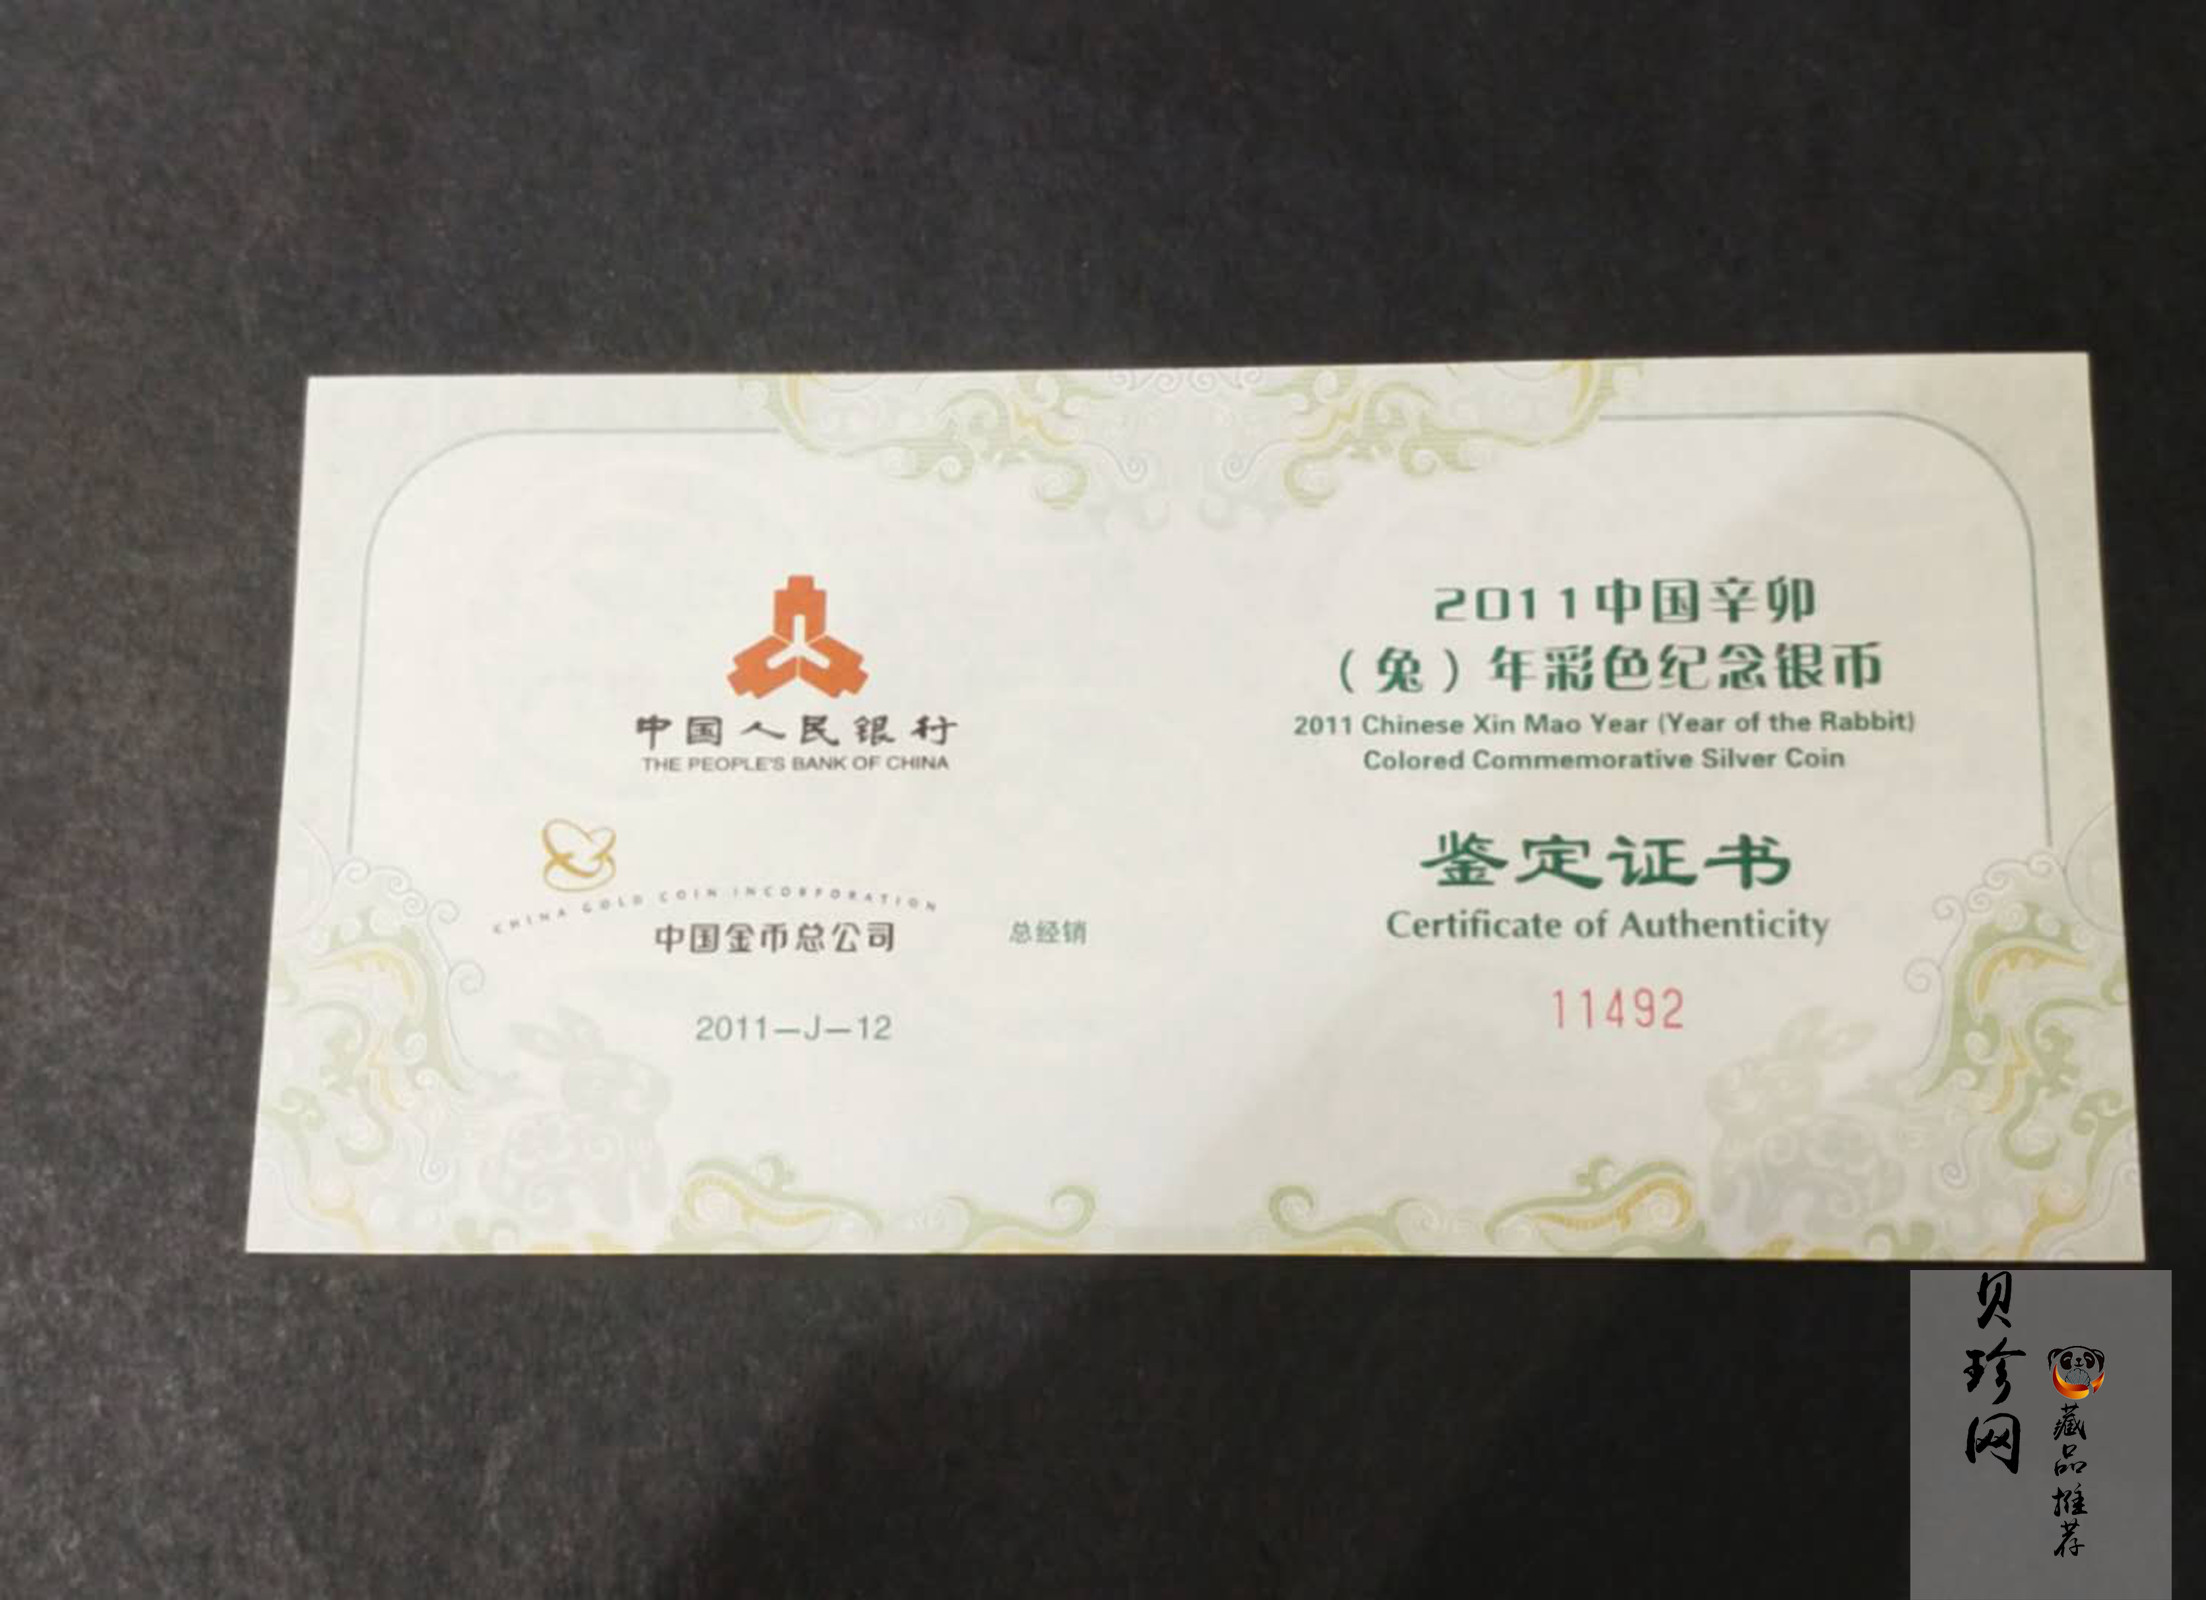 中国人民银行
THE PEOPLE'S BANK OF CHINA
CHINA GOLD COIN INCORPORATION
中国金币总公司
总经销
2011—J—12
2011中国辛卯
（兔）年彩色纪念银币
2011 Chinese Xin Mao Year (Year of the Rabbit)
Colored Commemorative Silver Coin
鉴定证书
Certificate of Authenticity
11492
贝珍网
藏品推荐